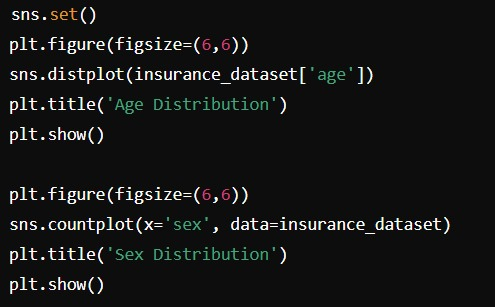 sns.set()
plt.figure(figsize=(6,6))
sns.distplot(insurance_dataset['age'])
plt.title('Age Distribution')
plt.show()
plt.figure(figsize=(6,6))
sns.countplot(x='sex', data=insurance_dataset)
plt.title('Sex Distribution')
plt.show()